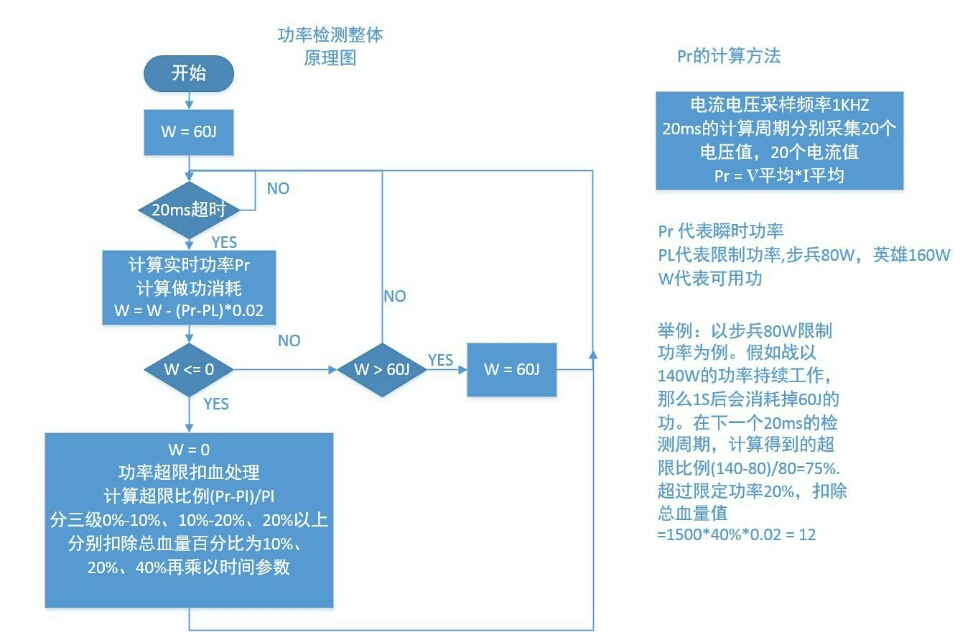 功率检测整体
原理图
开始
W = 60J
20ms超时
NO
YES
计算实时功率Pr
计算做功消耗
W = W - (Pr-PL)*0.02
W <= 0
NO
YES
W > 60J
NO
YES
W = 60J
W = 0
功率超限扣血处理
计算超限比例(Pr-Pl)/Pl
分三级0%-10%、10%-20%、20%以上
分别扣除总血量百分比为10%、
20%、40%再乘以时间参数
Pr的计算方法
电流电压采样频率1KHZ
20ms的计算周期分别采集20个
电压值，20个电流值
Pr = V平均*I平均
Pr 代表瞬时功率
PL代表限制功率,步兵80W，英雄160W
W代表可用功
举例：以步兵80W限制
功率为例。假如战以
140W的功率持续工作，
那么1S后会消耗掉60J的
功。在下一个20ms的检
测周期，计算得到的超
限比例(140-80)/80=75%.
超过限定功率20%，扣除
总血量值
=1500*40%*0.02 = 12